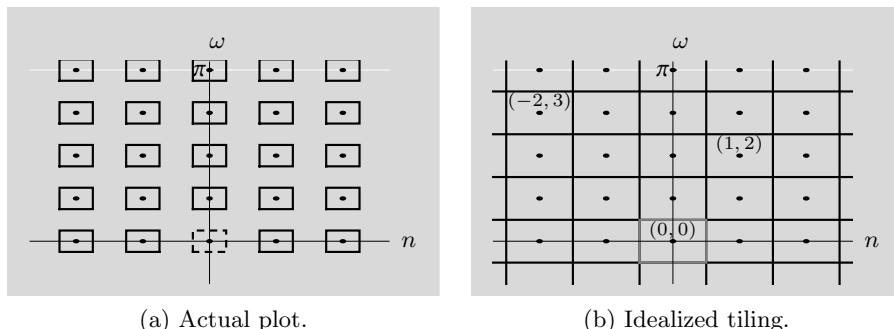 ω
π
n
(a) Actual plot.
ω
π
(−2, 3)
(1, 2)
(0, 0)
n
(b) Idealized tiling.